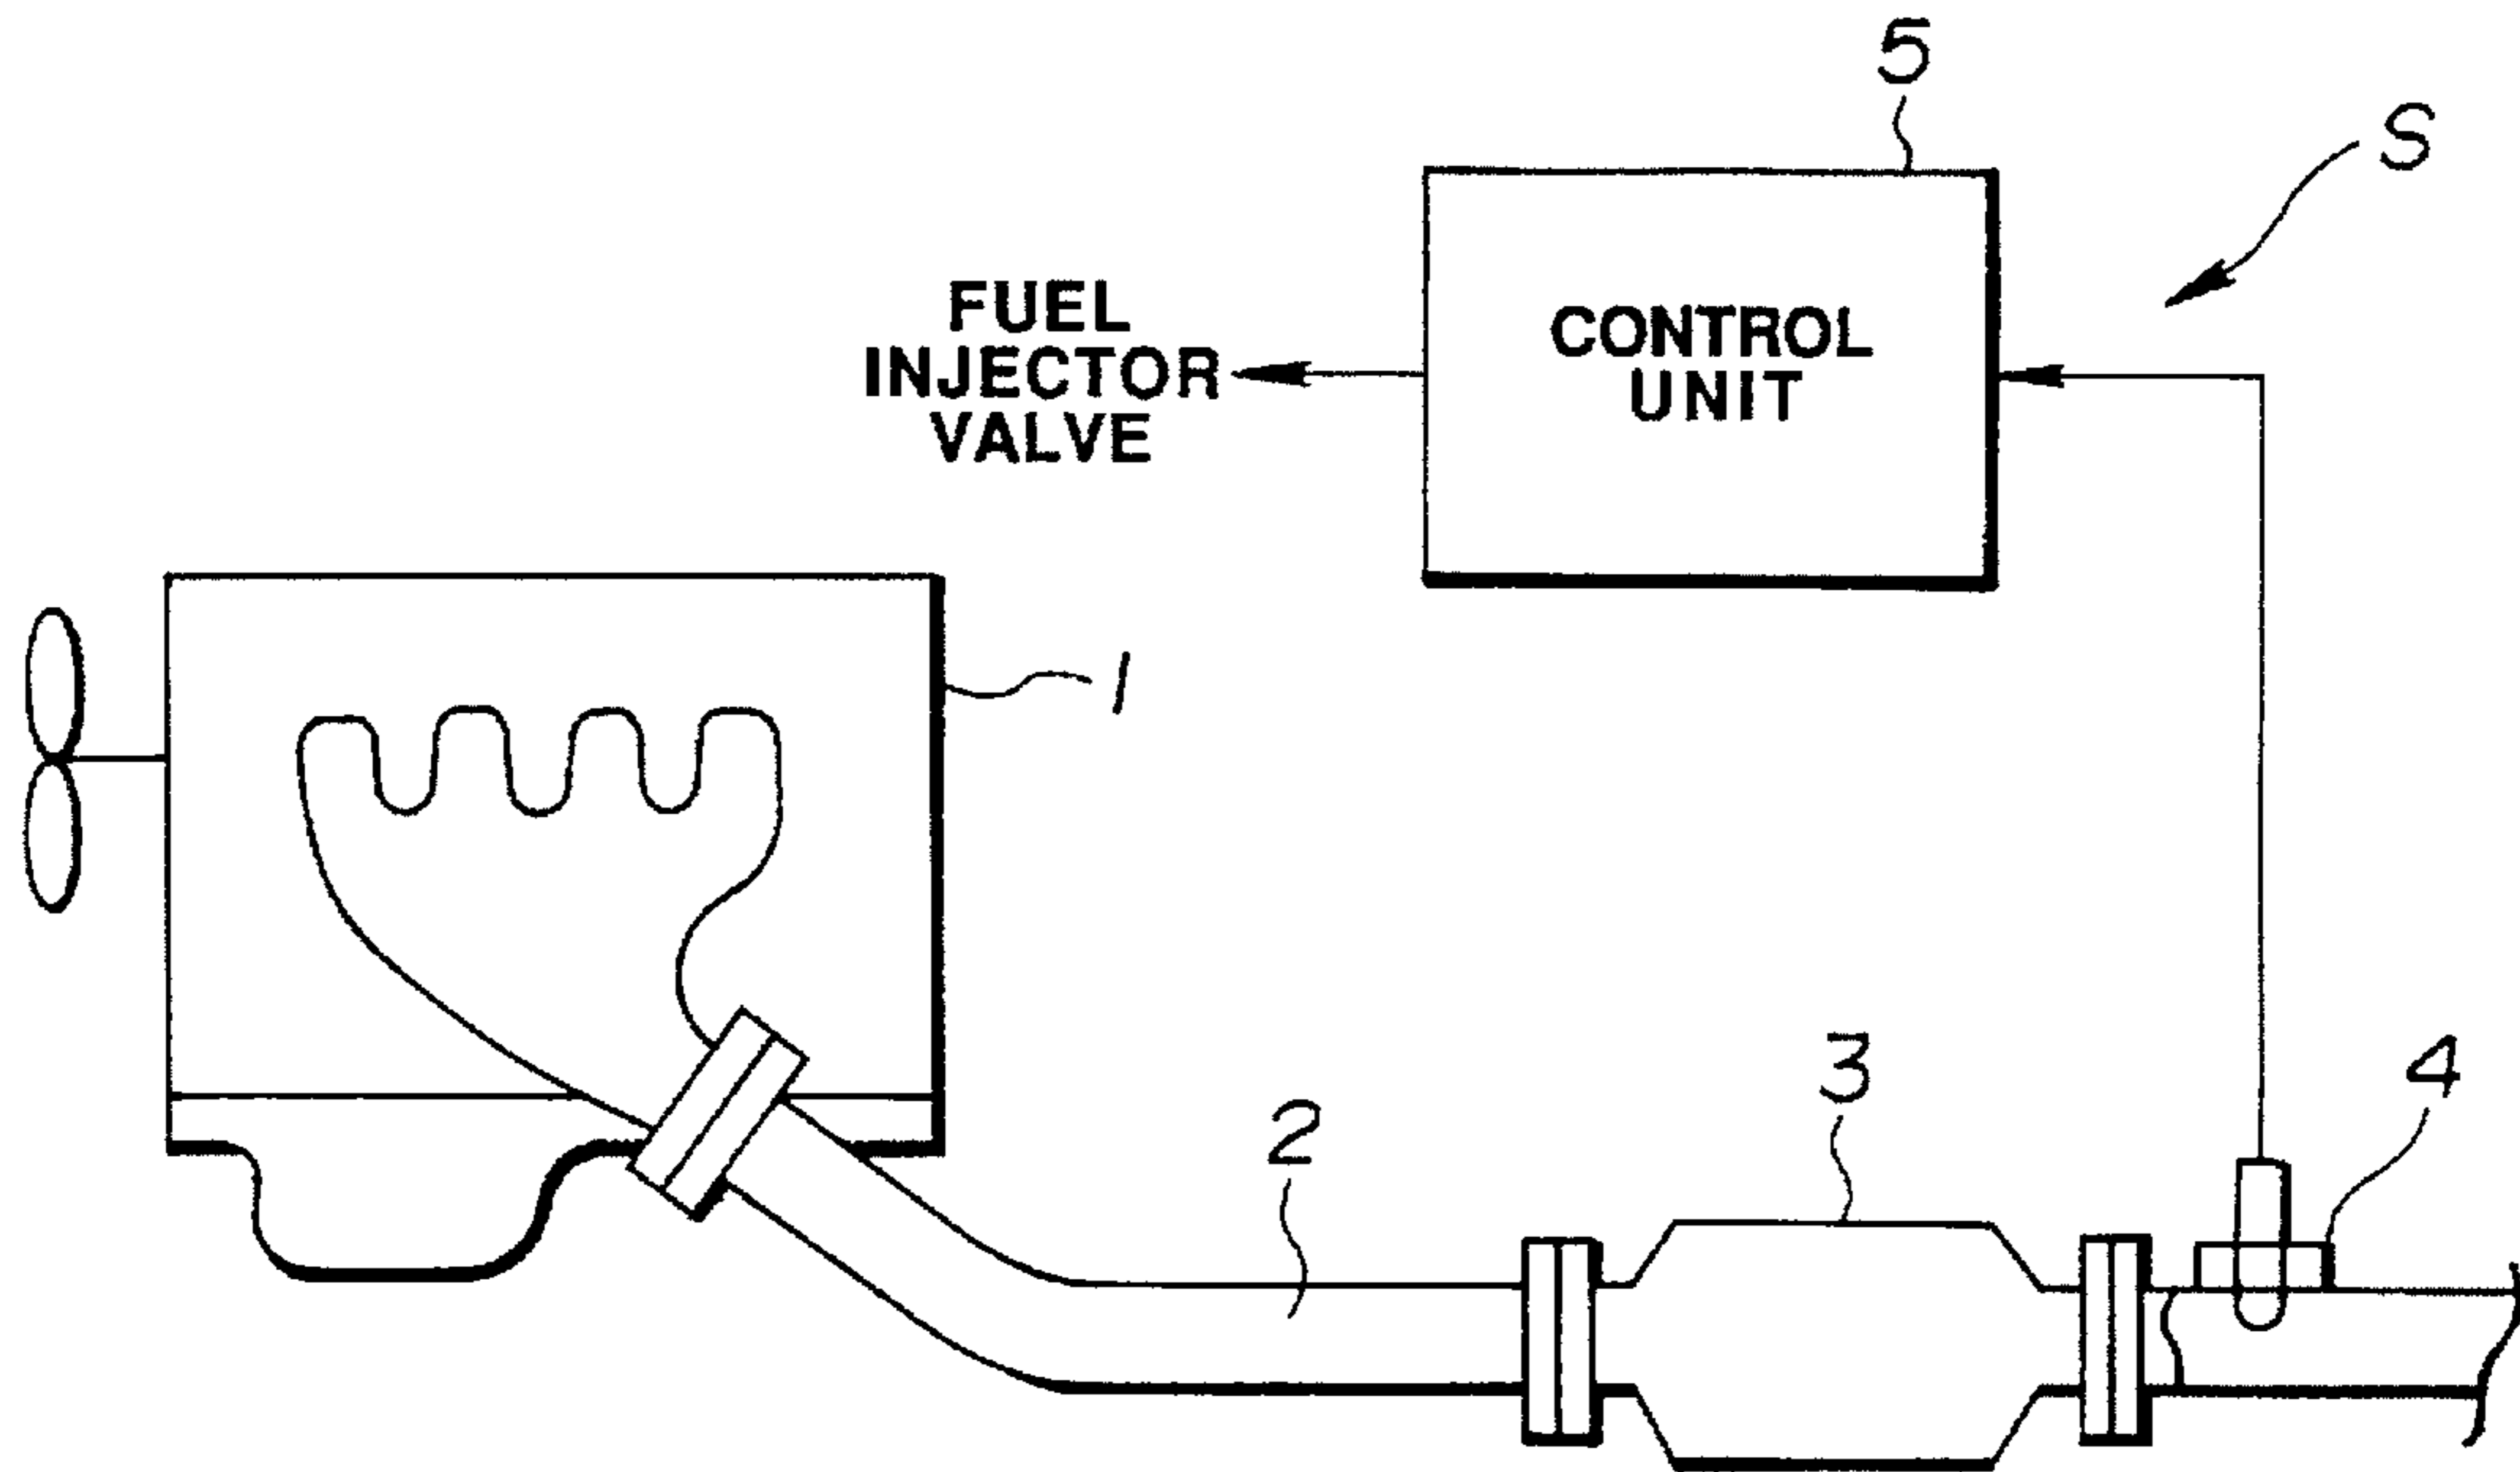 5
S
FUEL
INJECTOR
VALVE
CONTROL
UNIT
1
3
4
2